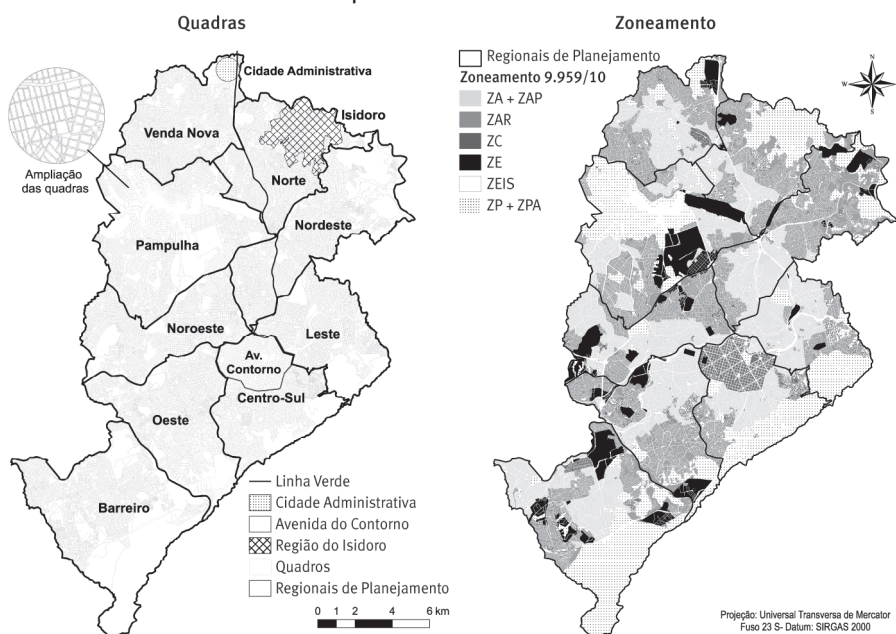 Quadras
Cidade Administrativa
Isidoro
Venda Nova
Ampliação
das quadras
Norte
Nordeste
Pampulha
Noroeste
Leste
Av.
Contorno
Centro-Sul
Oeste
Barreiro
Linha Verde
Cidade Administrativa
Avenida do Contorno
Região do Isidoro
Quadros
Regionais de Planejamento
0 1 2 4 6 km
Zoneamento
Regionais de Planejamento
Zoneamento 9.959/10
ZA + ZAP
ZAR
ZC
ZE
ZEIS
ZP + ZPA
N
W E
S
Projeção: Universal Transversa de Mercator
Fuso 23 S- Datum: SIRGAS 2000